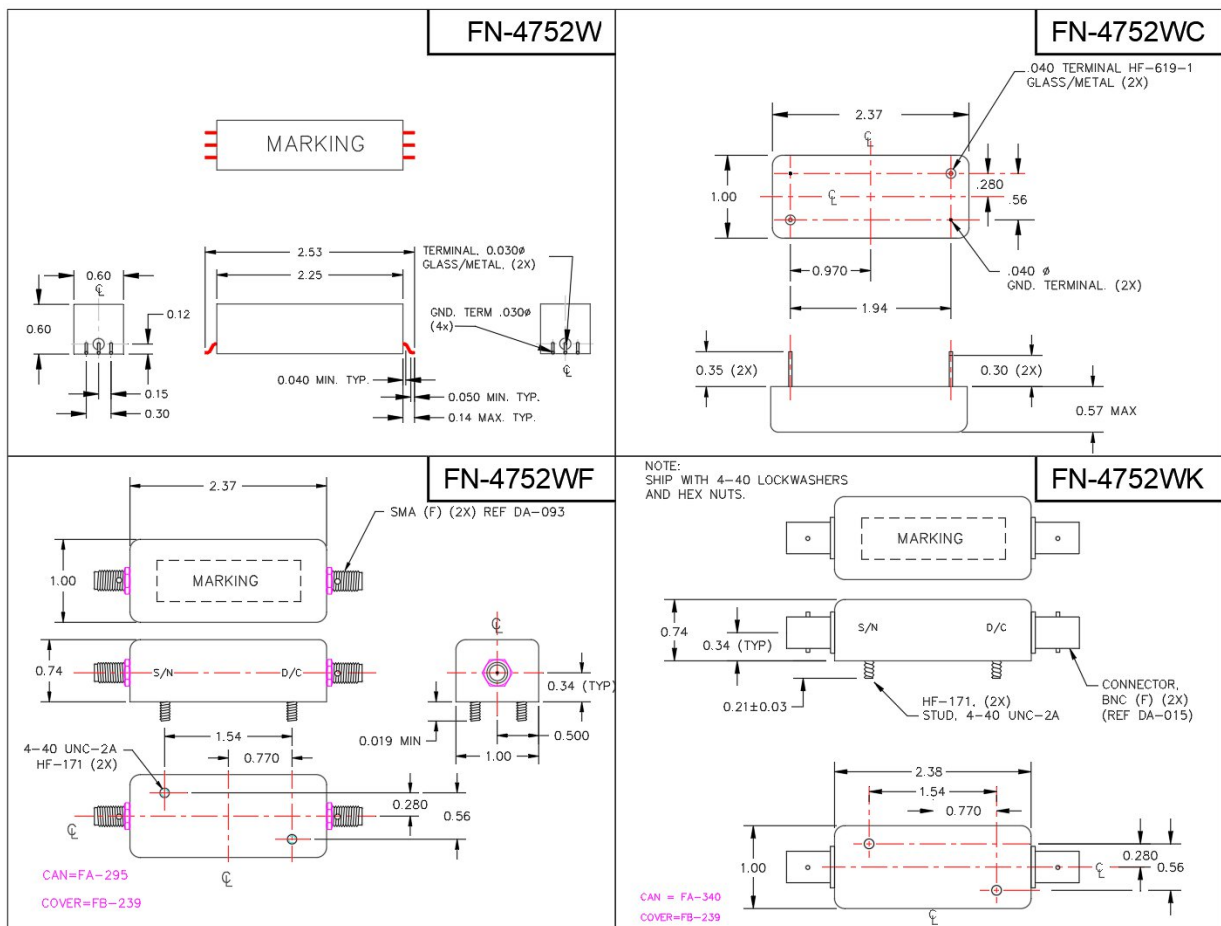 FN-4752W
MARKING
2.53
2.25
TERMINAL, 0.030ø
GLASS/METAL, (2X)
0.60
℄
0.60
0.12
GND. TERM .030ø
(4x)
0.040 MIN. TYP.
0.050 MIN. TYP.
0.14 MAX. TYP.
0.15
0.30
℄
FN-4752WC
.040 TERMINAL HF-619-1
GLASS/METAL (2X)
2.37
℄
1.00
℄
.280
.56
0.970
.040 ø
GND. TERMINAL. (2X)
1.94
0.35 (2X)
0.30 (2X)
0.57 MAX
FN-4752WF
2.37
SMA (F) (2X) REF DA-093
1.00
MARKING
℄
0.74
S/N
D/C
0.34 (TYP)
0.019 MIN
0.500
1.00
1.54
4-40 UNC-2A
HF-171 (2X)
0.770
0.280
0.56
℄
℄
CAN=FA-295
COVER=FB-239
FN-4752WK
NOTE:
SHIP WITH 4-40 LOCKWASHERS
AND HEX NUTS.
MARKING
0.74
0.34 (TYP)
S/N
D/C
0.21±0.03
HF-171, (2X)
STUD, 4-40 UNC-2A
CONNECTOR,
BNC (F) (2X)
(REF DA-015)
2.38
1.54
0.770
1.00
0.280
0.56
℄
℄
CAN = FA-340
COVER=FB-239